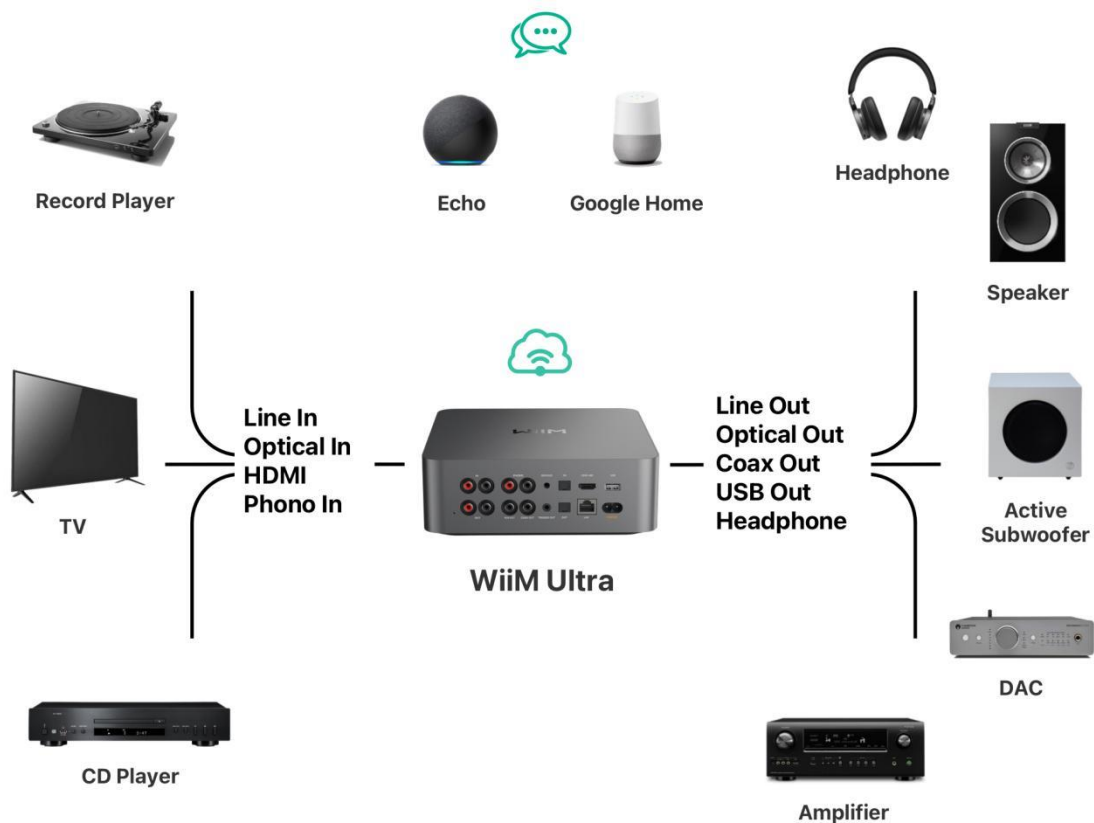 Record Player
Echo
Google Home
Headphone
Speaker
TV
Line In
Optical In
HDMI
Phono In
WiiM
WiiM Ultra
Line Out
Optical Out
Coax Out
USB Out
Headphone
Active
Subwoofer
DAC
CD Player
Amplifier